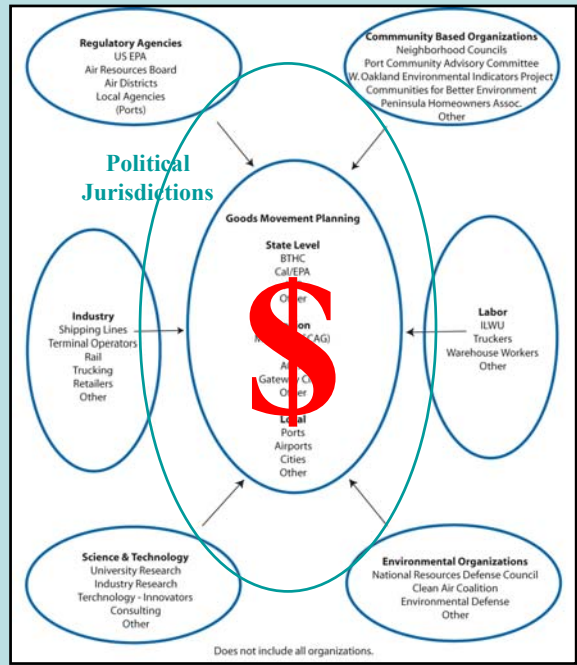 Regulatory Agencies
US EPA
Air Resources Board
Air Districts
Local Agencies
(Ports)
Commmunity Based Organizations
Neighborhood Councils
Port Community Advisory Committee
W. Oakland Environmental Indicators Project
Communities for Better Environment
Peninsula Homeowners Assoc.
Other
Political
Jurisdictions
Goods Movement Planning
State Level
BTHC
Cal/EPA
Other
$
Gateway
Other
Local
Ports
Airports
Cities
Other
Industry
Shipping Lines
Terminal Operators
Rail
Trucking
Retailers
Other
Labor
ILWU
Truckers
Warehouse Workers
Other
Science & Technology
University Research
Industry Research
Terchnology - Innovators
Consulting
Other
Environmental Organizations
National Resources Defense Council
Clean Air Coalition
Environmental Defense
Other
Does not include all organizations.